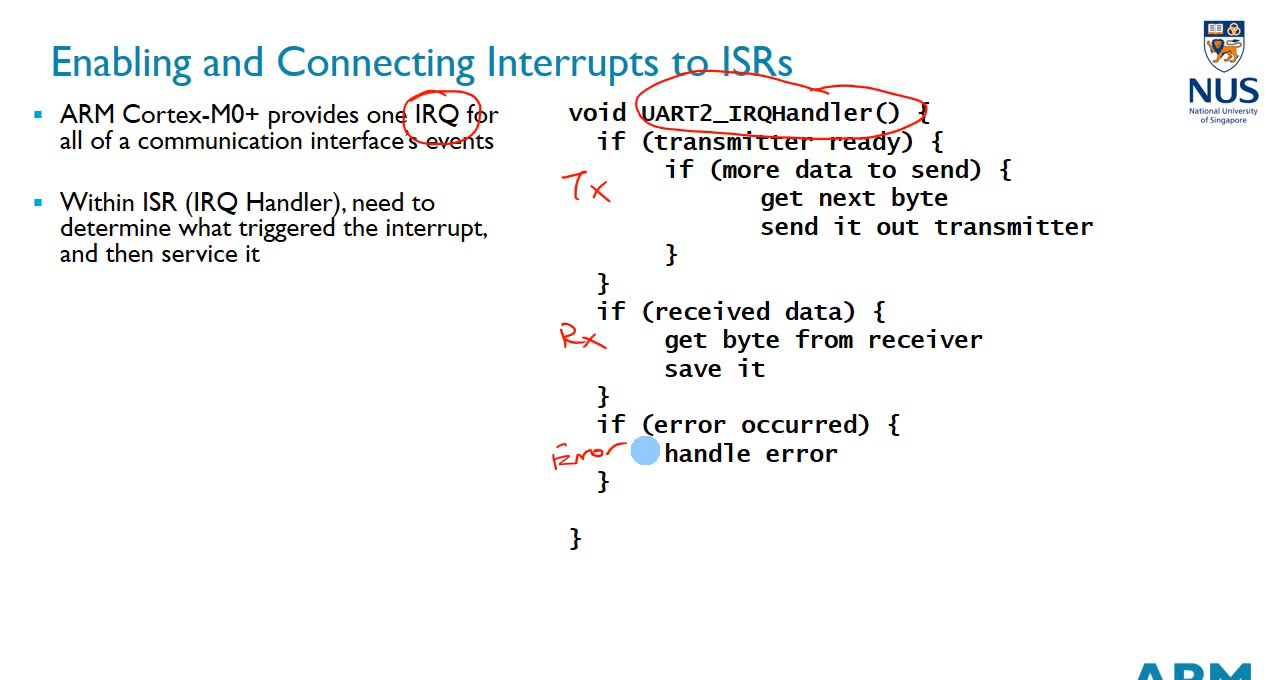 Enabling and Connecting Interrupts to ISRs
NUS
National University
of Singapore
ARM Cortex-M0+ provides one IRQ for
all of a communication interface's events
Within ISR (IRQ Handler), need to
determine what triggered the interrupt,
and then service it
void UART2_IRQHandler() {
if (transmitter ready) {
if (more data to send) {
Tx
get next byte
send it out transmitter
}
}
if (received data) {
Rx
get byte from receiver
save it
}
if (error occurred) {
Error
handle error
}
}
ARM